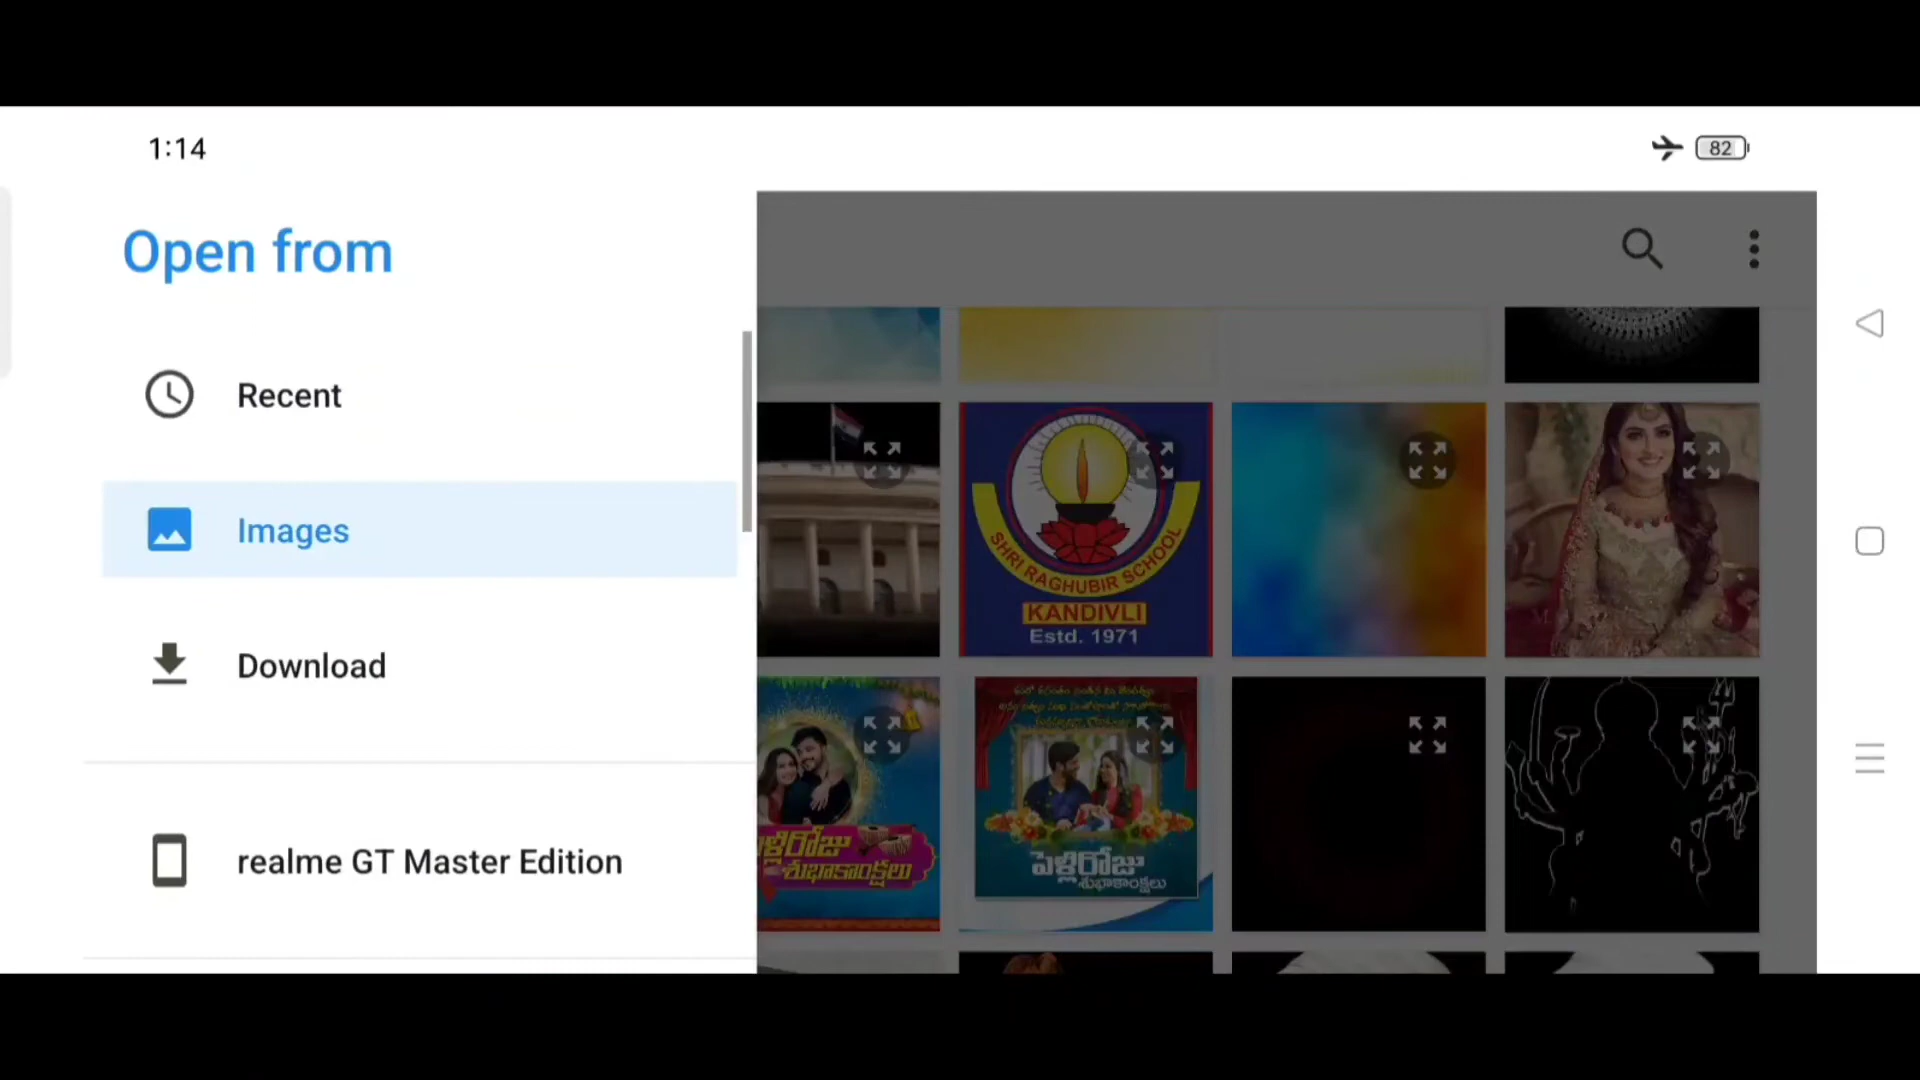 1:14
82
Open from
Recent
Images
Download
realme GT Master Edition
SHRI RAGHUBIR SCHOOL
KANDIVLI
Estd. 1971
శుభాకాంక్షలు
పెళ్లిరోజు
శుభాకాంక్షలు